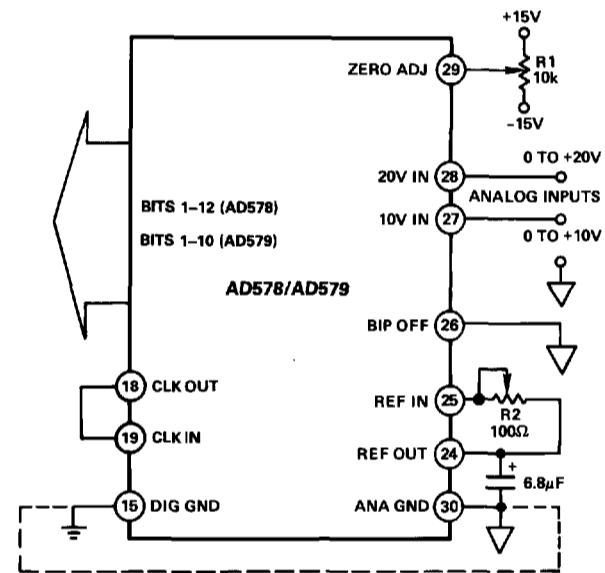 +15V
ZERO ADJ 29
R1
10k
–15V
0 TO +20V
20V IN 28
ANALOG INPUTS
BITS 1–12 (AD578)
10V IN 27
0 TO +10V
BITS 1–10 (AD579)
AD578/AD579
BIP OFF 26
18 CLK OUT
REF IN 25
R2
100Ω
19 CLK IN
REF OUT 24
+
6.8μF
15 DIG GND
ANA GND 30